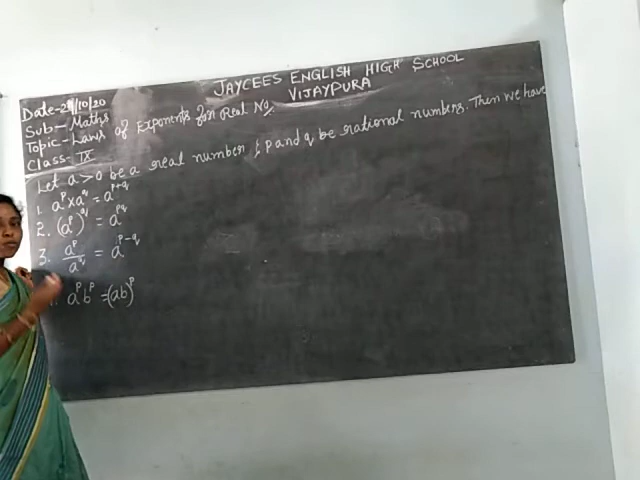 JAYCEES ENGLISH HIGH SCHOOL
VIJAYPURA
Date-29/10/20
Sub-Maths
Topic-Laws of Exponents for Real No.
Class-IX
Let a>0 be a real number & p and q be rational numbers. Then we have
1. a^p × a^q = a^{p+q}
2. (a^p)^q = a^{pq}
3. a^p / a^q = a^{p-q}
a^p b^p = (ab)^p